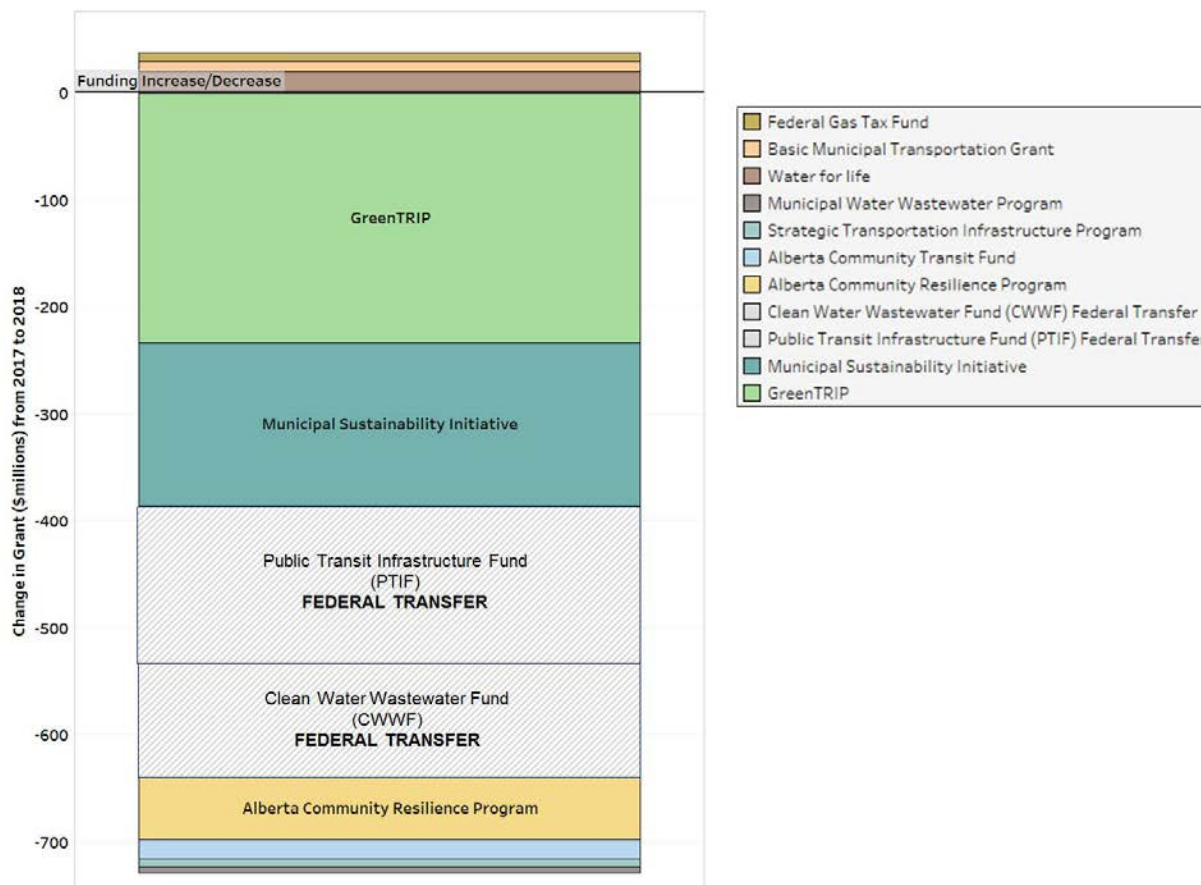 Funding Increase/Decrease
0
-100
-200
-300
-400
-500
-600
-700
Change in Grant ($millions) from 2017 to 2018
GreenTRIP
Municipal Sustainability Initiative
Public Transit Infrastructure Fund
(PTIF)
FEDERAL TRANSFER
Clean Water Wastewater Fund
(CWWF)
FEDERAL TRANSFER
Alberta Community Resilience Program
Federal Gas Tax Fund
Basic Municipal Transportation Grant
Water for life
Municipal Water Wastewater Program
Strategic Transportation Infrastructure Program
Alberta Community Transit Fund
Alberta Community Resilience Program
Clean Water Wastewater Fund (CWWF) Federal Transfer
Public Transit Infrastructure Fund (PTIF) Federal Transfe
Municipal Sustainability Initiative
GreenTRIP